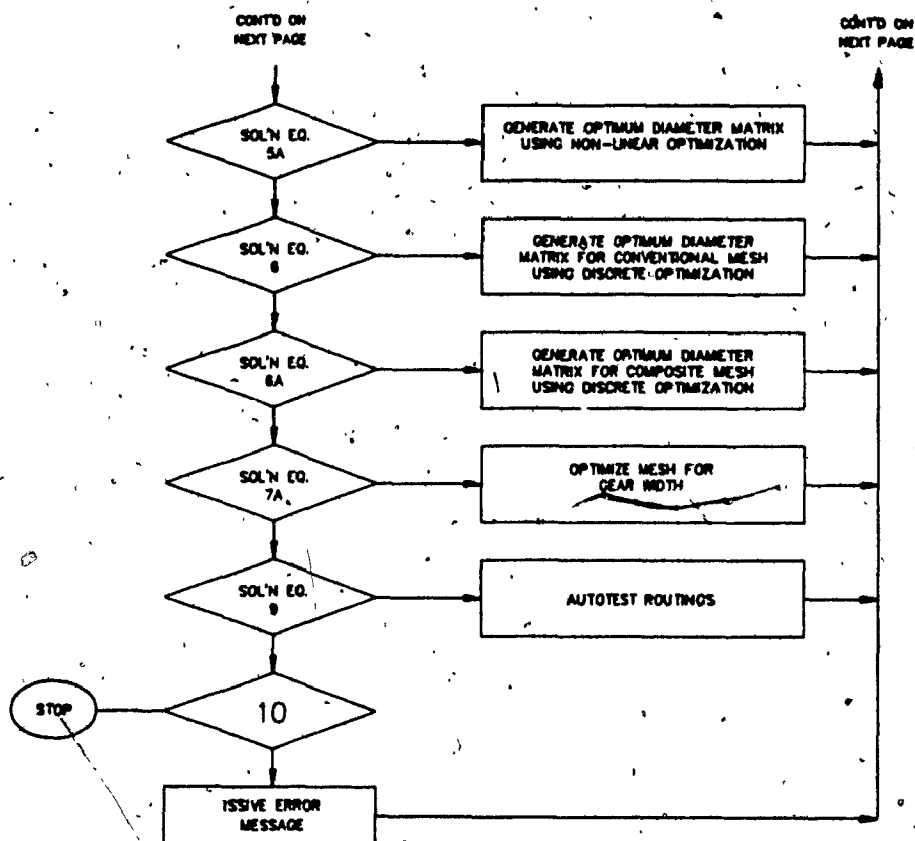 CONT'D ON
NEXT PAGE
CONT'D ON
NEXT PAGE
SOL'N EQ.
5A
GENERATE OPTIMUM DIAMETER MATRIX
USING NON-LINEAR OPTIMIZATION
SOL'N EQ.
6
GENERATE OPTIMUM DIAMETER
MATRIX FOR CONVENTIONAL MESH
USING DISCRETE OPTIMIZATION
SOL'N EQ.
6A
GENERATE OPTIMUM DIAMETER
MATRIX FOR COMPOSITE MESH
USING DISCRETE OPTIMIZATION
SOL'N EQ.
7A
OPTIMIZE MESH FOR
GEAR WIDTH
SOL'N EQ.
9
AUTOTEST ROUTINGS
STOP
10
ISSIVE ERROR
MESSAGE